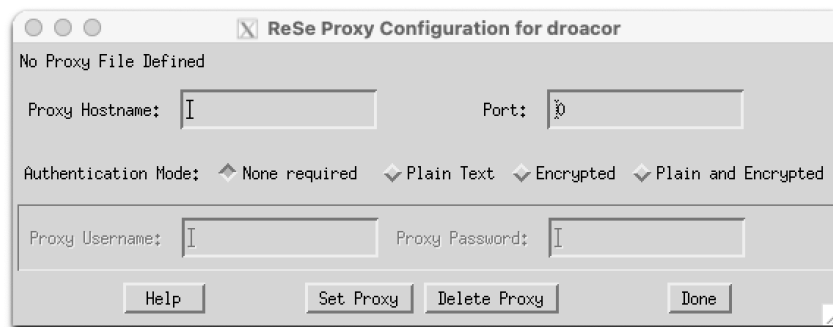 ReSe Proxy Configuration for droacor
No Proxy File Defined
Proxy Hostname: Port: 0
Authentication Mode: None required Plain Text Encrypted Plain and Encrypted
Proxy Username: Proxy Password:
Help Set Proxy Delete Proxy Done